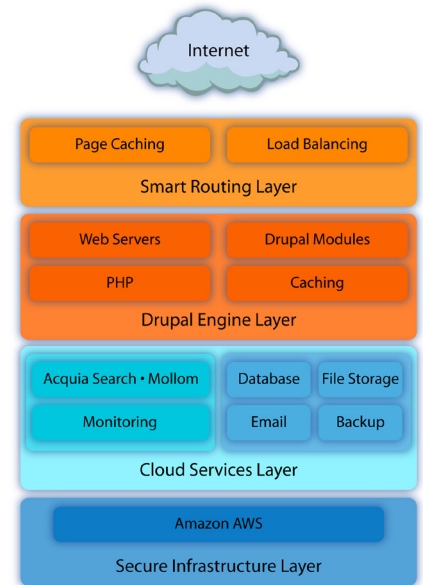 Internet
Page Caching
Load Balancing
Smart Routing Layer
Web Servers
Drupal Modules
PHP
Caching
Drupal Engine Layer
Acquia Search • Mollom
Database
File Storage
Monitoring
Email
Backup
Cloud Services Layer
Amazon AWS
Secure Infrastructure Layer